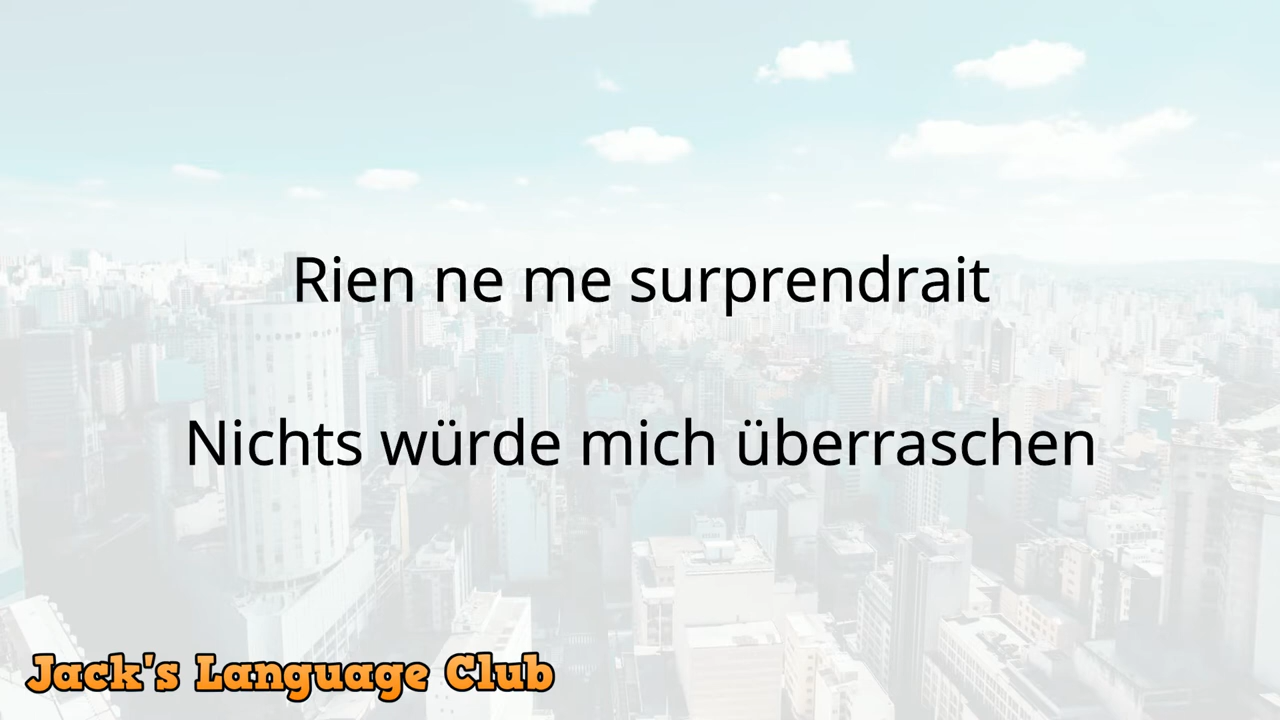 Rien ne me surprendrait
Nichts würde mich überraschen
Jack's Language Club